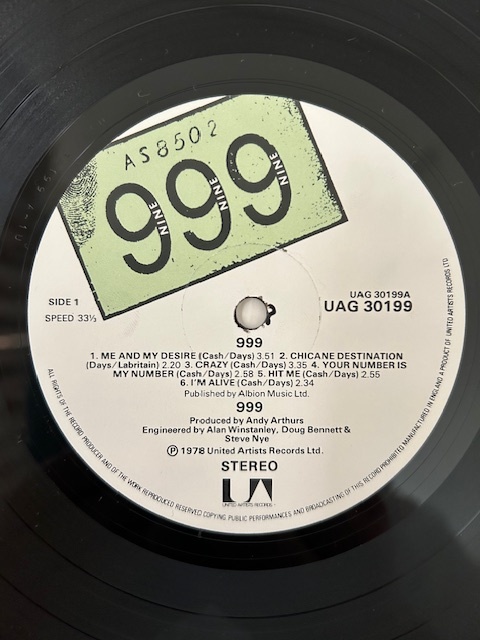 AS8502
999
NINE NINE NINE
SIDE 1
SPEED 33⅓
UAG 30199A
UAG 30199
999
1. ME AND MY DESIRE (Cash/Days) 3.51 2. CHICANE DESTINATION
(Days/Labritain) 2.20 3. CRAZY (Cash/Days) 3.35 4. YOUR NUMBER IS
MY NUMBER (Cash/Days) 2.58 5. HIT ME (Cash/Days) 2.55
6. I'M ALIVE (Cash/Days) 2.34
Published by Albion Music Ltd.
999
Produced by Andy Arthurs
Engineered by Alan Winstanley, Doug Bennett &
Steve Nye
Ⓟ 1978 United Artists Records Ltd.
STEREO
UA
UNITED ARTISTS RECORDS
ALL RIGHTS OF THE RECORD PRODUCER AND OF THE OWNER OF THE WORK REPRODUCED RESERVED COPYING PUBLIC PERFORMANCES AND BROADCASTING OF THIS RECORD PROHIBITED MANUFACTURED IN ENGLAND A PRODUCT OF UNITED ARTISTS RECORDS LTD.